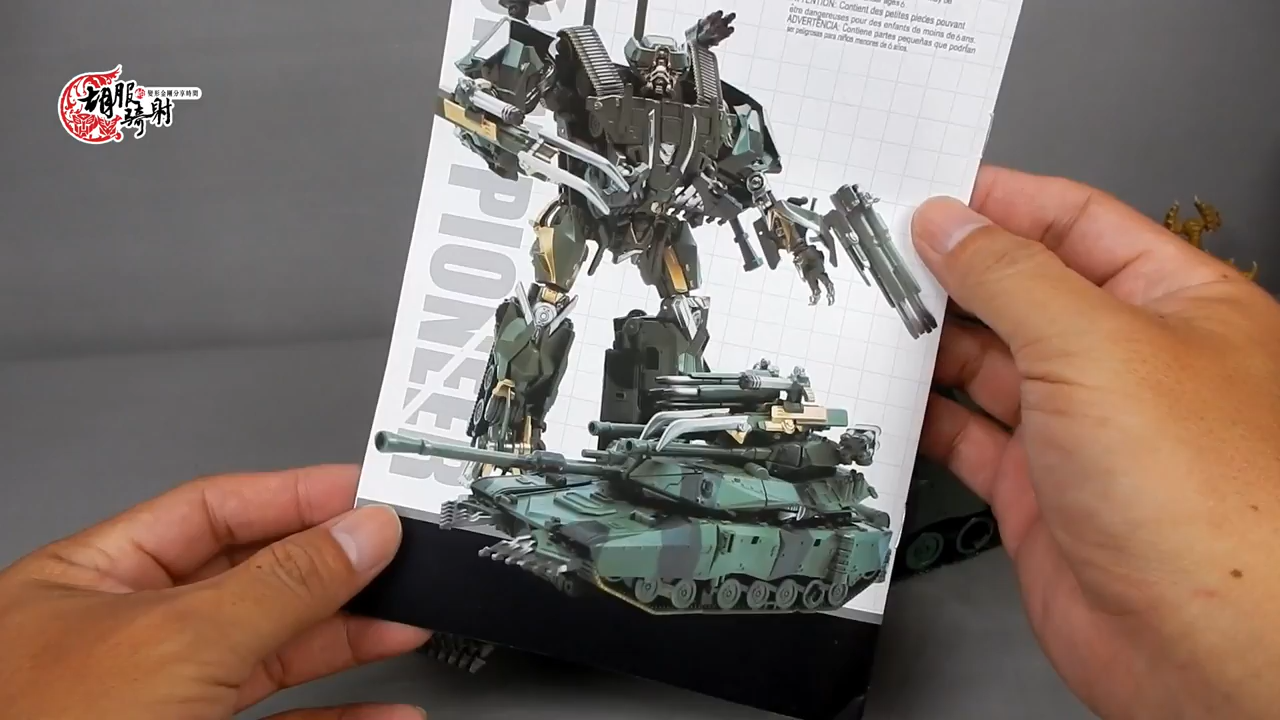 胡服騎射
的 變形金剛分享時間
ATTENTION: Contient des petites pièces pouvant
être dangereuses pour des enfants de moins de 6 ans.
ADVERTENCIA: Contiene partes pequeñas que podrían
ser peligrosas para niños menores de 6 años.
PIONEER